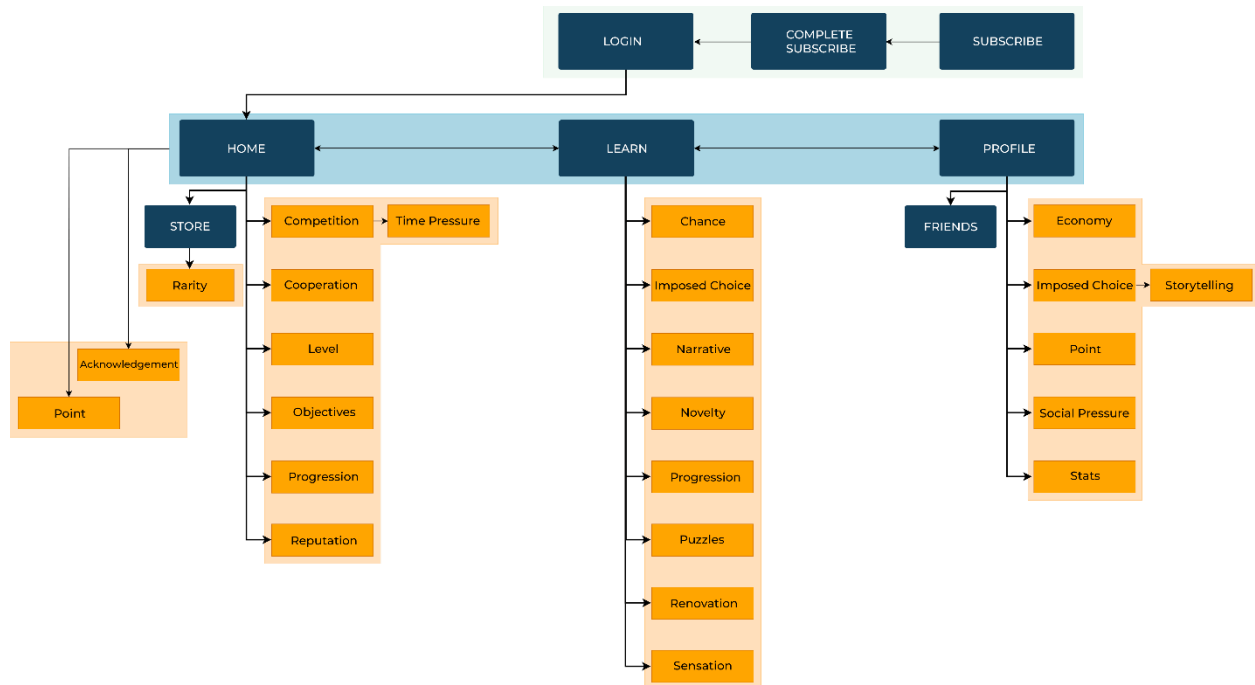 LOGIN
COMPLETE
SUBSCRIBE
SUBSCRIBE
HOME
LEARN
PROFILE
STORE
Rarity
Acknowledgement
Point
Competition
Time Pressure
Cooperation
Level
Objectives
Progression
Reputation
Chance
Imposed Choice
Narrative
Novelty
Progression
Puzzles
Renovation
Sensation
FRIENDS
Economy
Imposed Choice
Storytelling
Point
Social Pressure
Stats